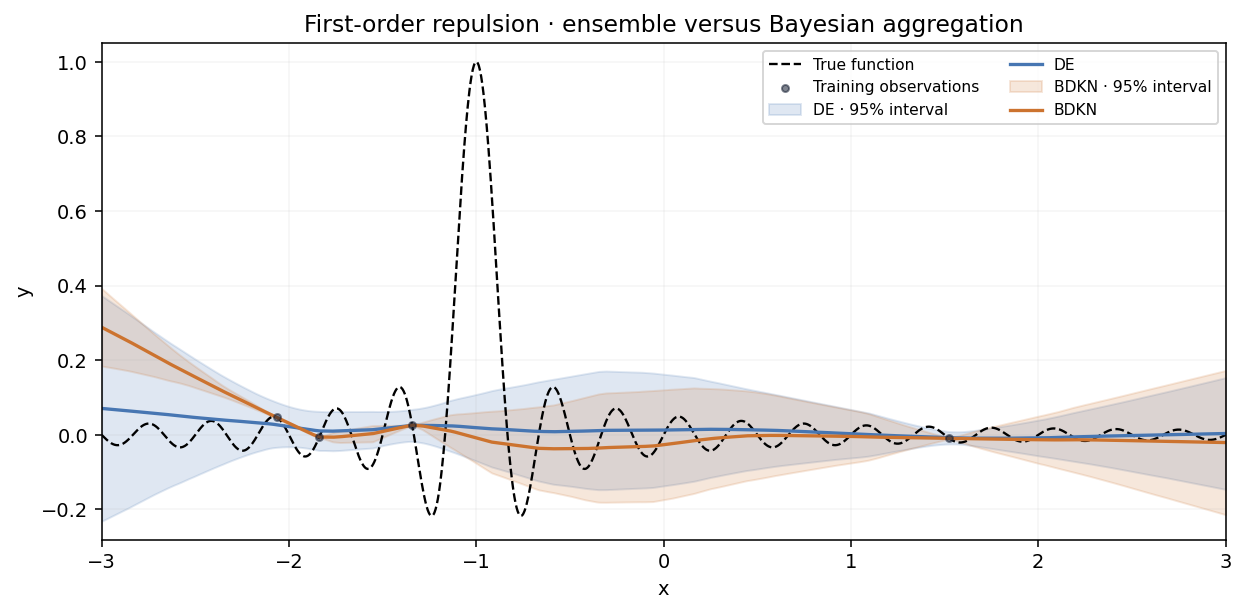 First-order repulsion · ensemble versus Bayesian aggregation
True function
Training observations
DE · 95% interval
DE
BDKN · 95% interval
BDKN
y
1.0
0.8
0.6
0.4
0.2
0.0
−0.2
−3
−2
−1
0
1
2
3
x